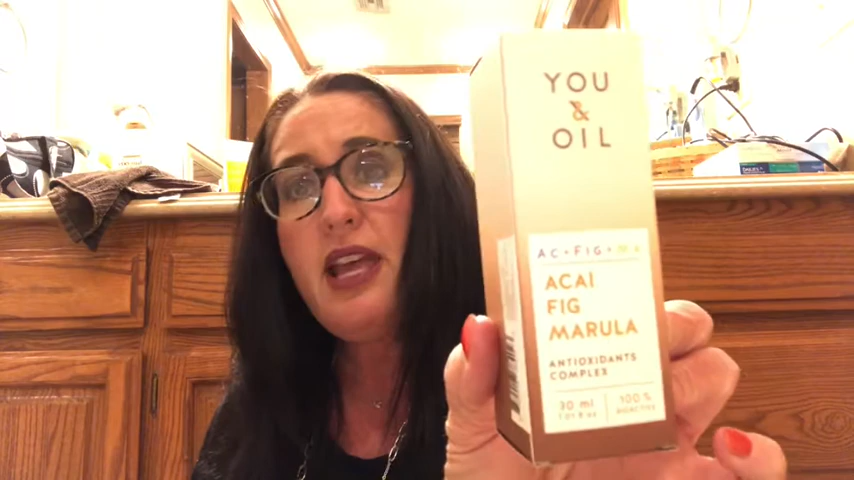 YOU
&
OIL
AC+FIG+Ma
ACAI
FIG
MARULA
ANTIOXIDANTS
COMPLEX
30 ml
1.01 fl oz
100 %
BIOACTIVE